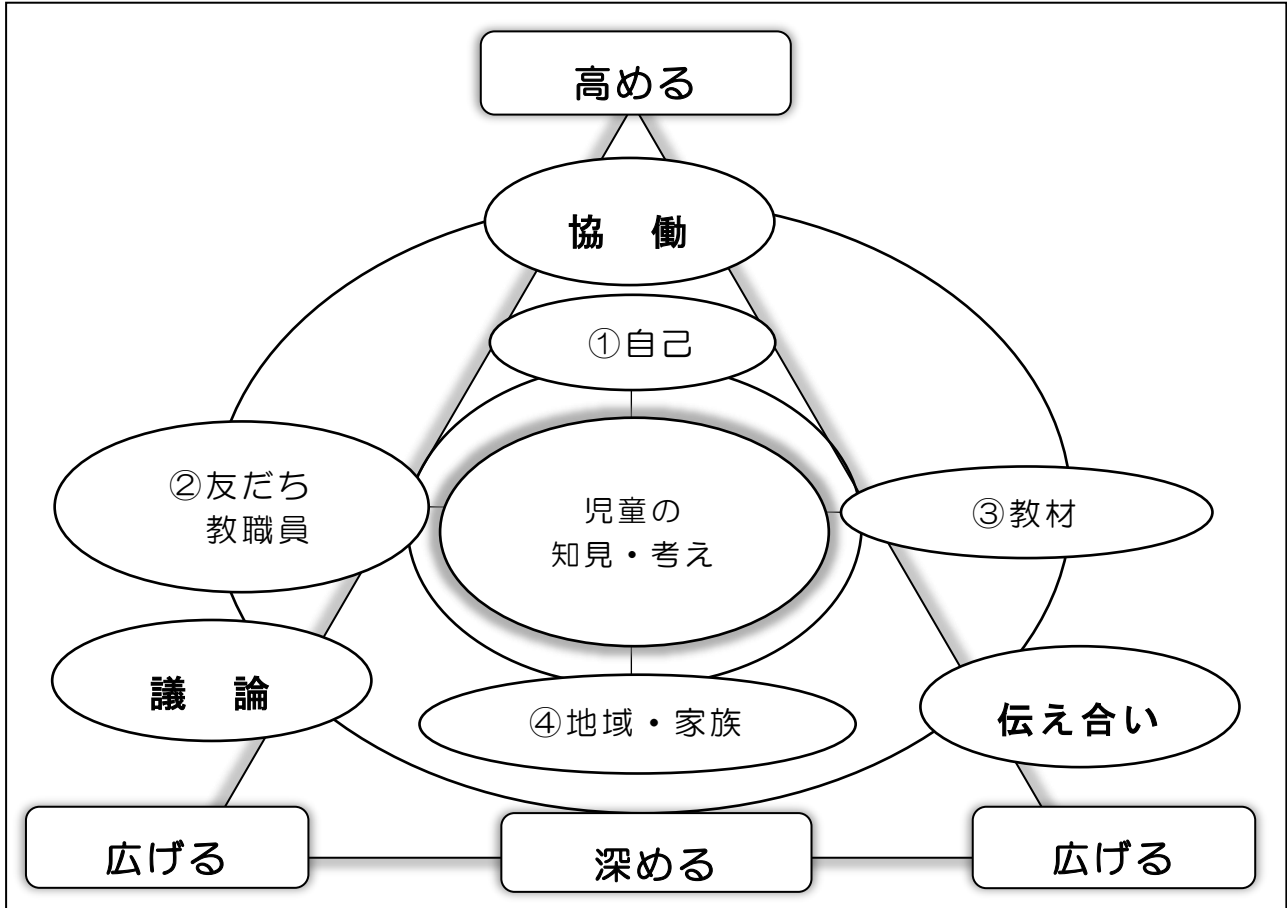 高める
協　働
①自己
②友だち
教職員
児童の
知見・考え
③教材
議　論
④地域・家族
伝え合い
広げる
深める
広げる